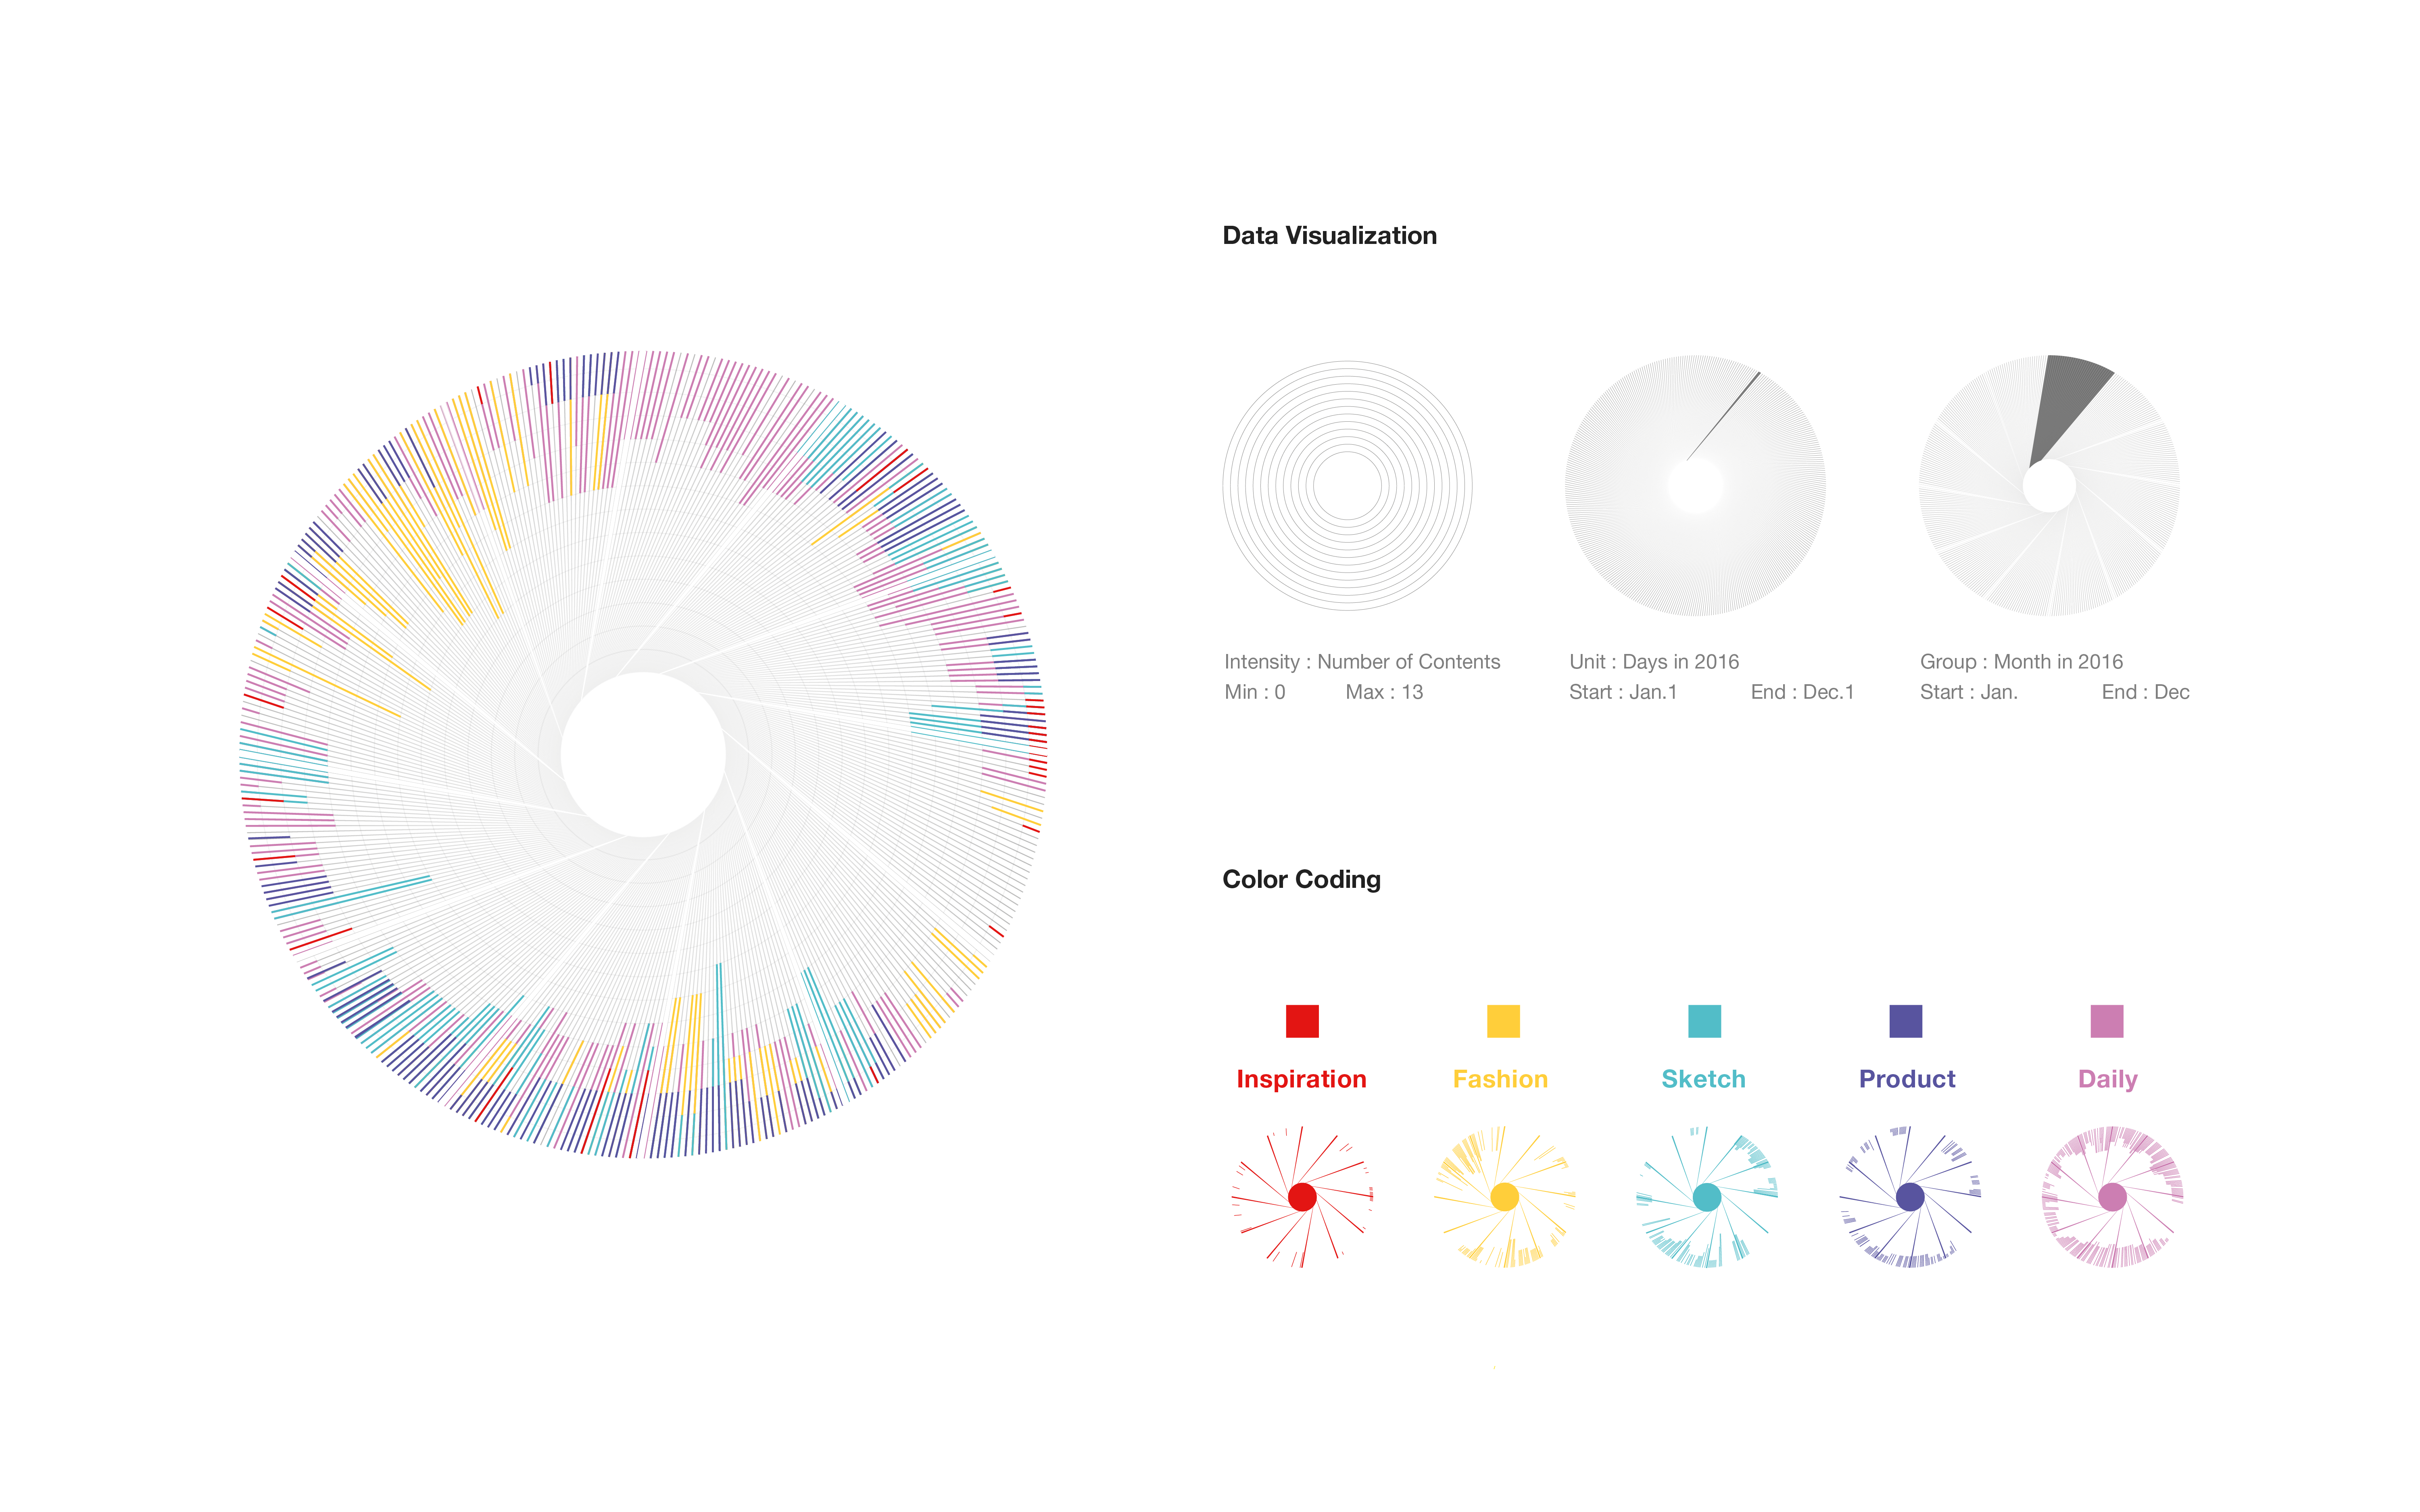 Data Visualization
Intensity : Number of Contents
Min : 0 Max : 13
Unit : Days in 2016
Start : Jan.1 End : Dec.1
Group : Month in 2016
Start : Jan. End : Dec
Color Coding
Inspiration
Fashion
Sketch
Product
Daily